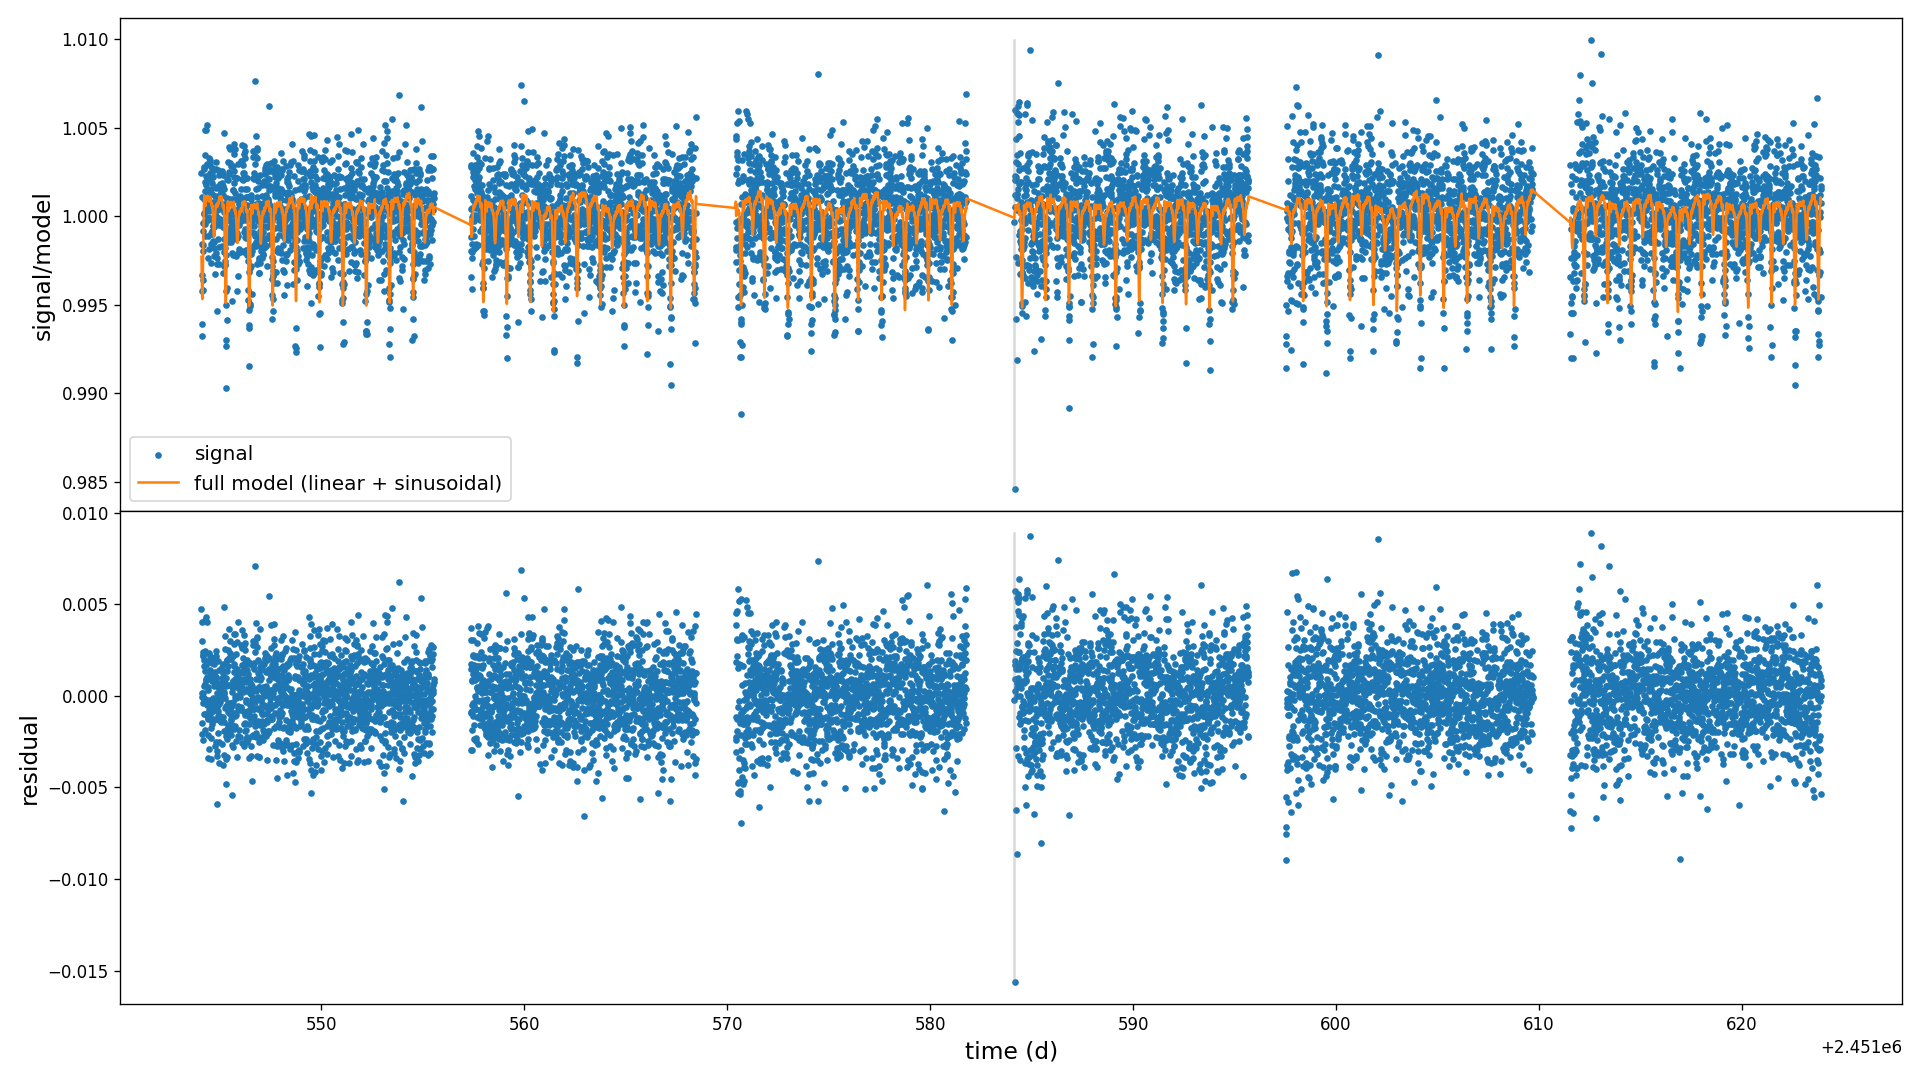 1.010
1.005
1.000
0.995
0.990
0.985
signal/model
signal
full model (linear + sinusoidal)
0.010
0.005
0.000
−0.005
−0.010
−0.015
residual
550 560 570 580 590 600 610 620
time (d)
+2.451e6